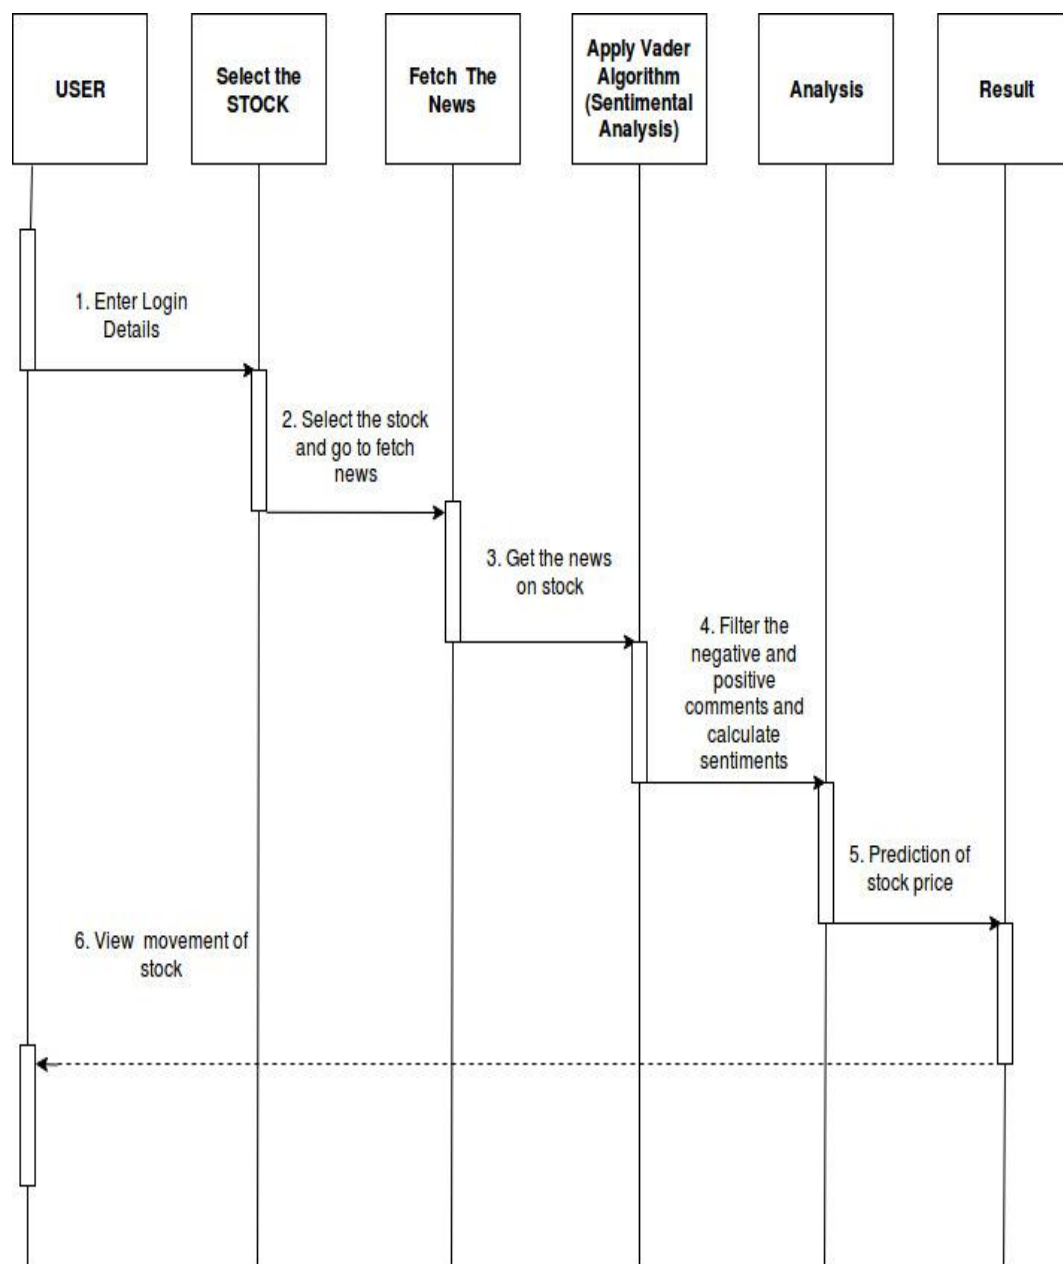 USER
Select the
STOCK
Fetch The
News
Apply Vader
Algorithm
(Sentimental
Analysis)
Analysis
Result
1. Enter Login
Details
2. Select the stock
and go to fetch
news
3. Get the news
on stock
4. Filter the
negative and
positive
comments and
calculate
sentiments
5. Prediction of
stock price
6. View movement of
stock